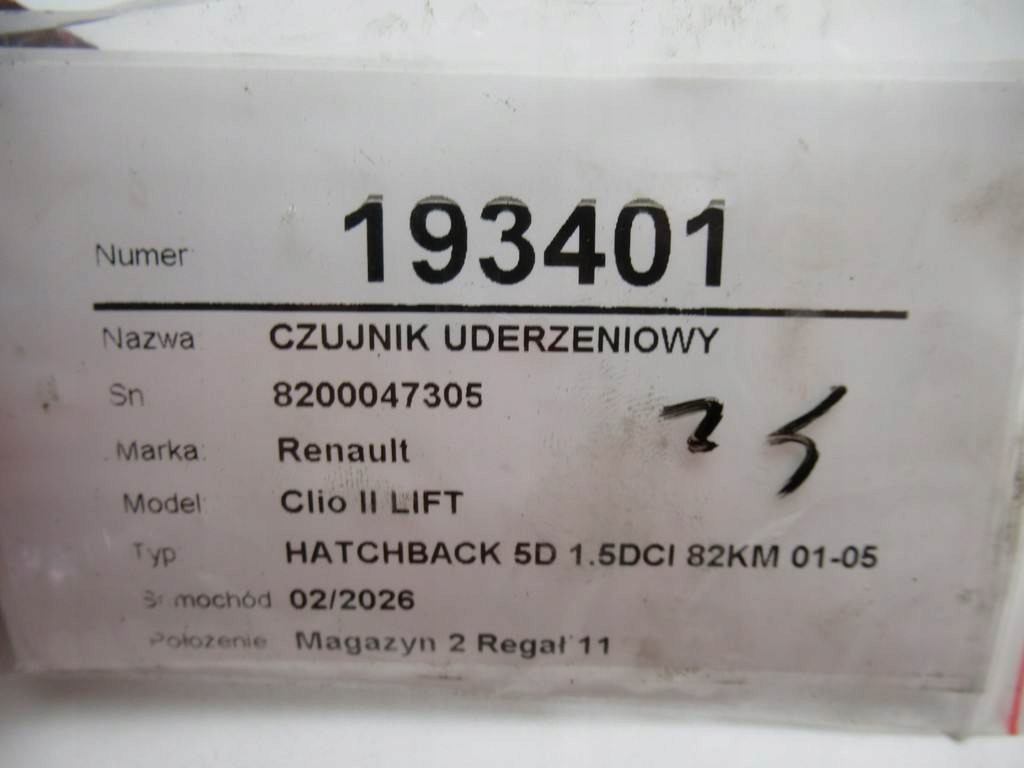 Numer 193401
Nazwa CZUJNIK UDERZENIOWY
Sn 8200047305
Marka: Renault
Model: Clio II LIFT
Typ HATCHBACK 5D 1.5DCI 82KM 01-05
Samochód 02/2026
Położenie Magazyn 2 Regał 11